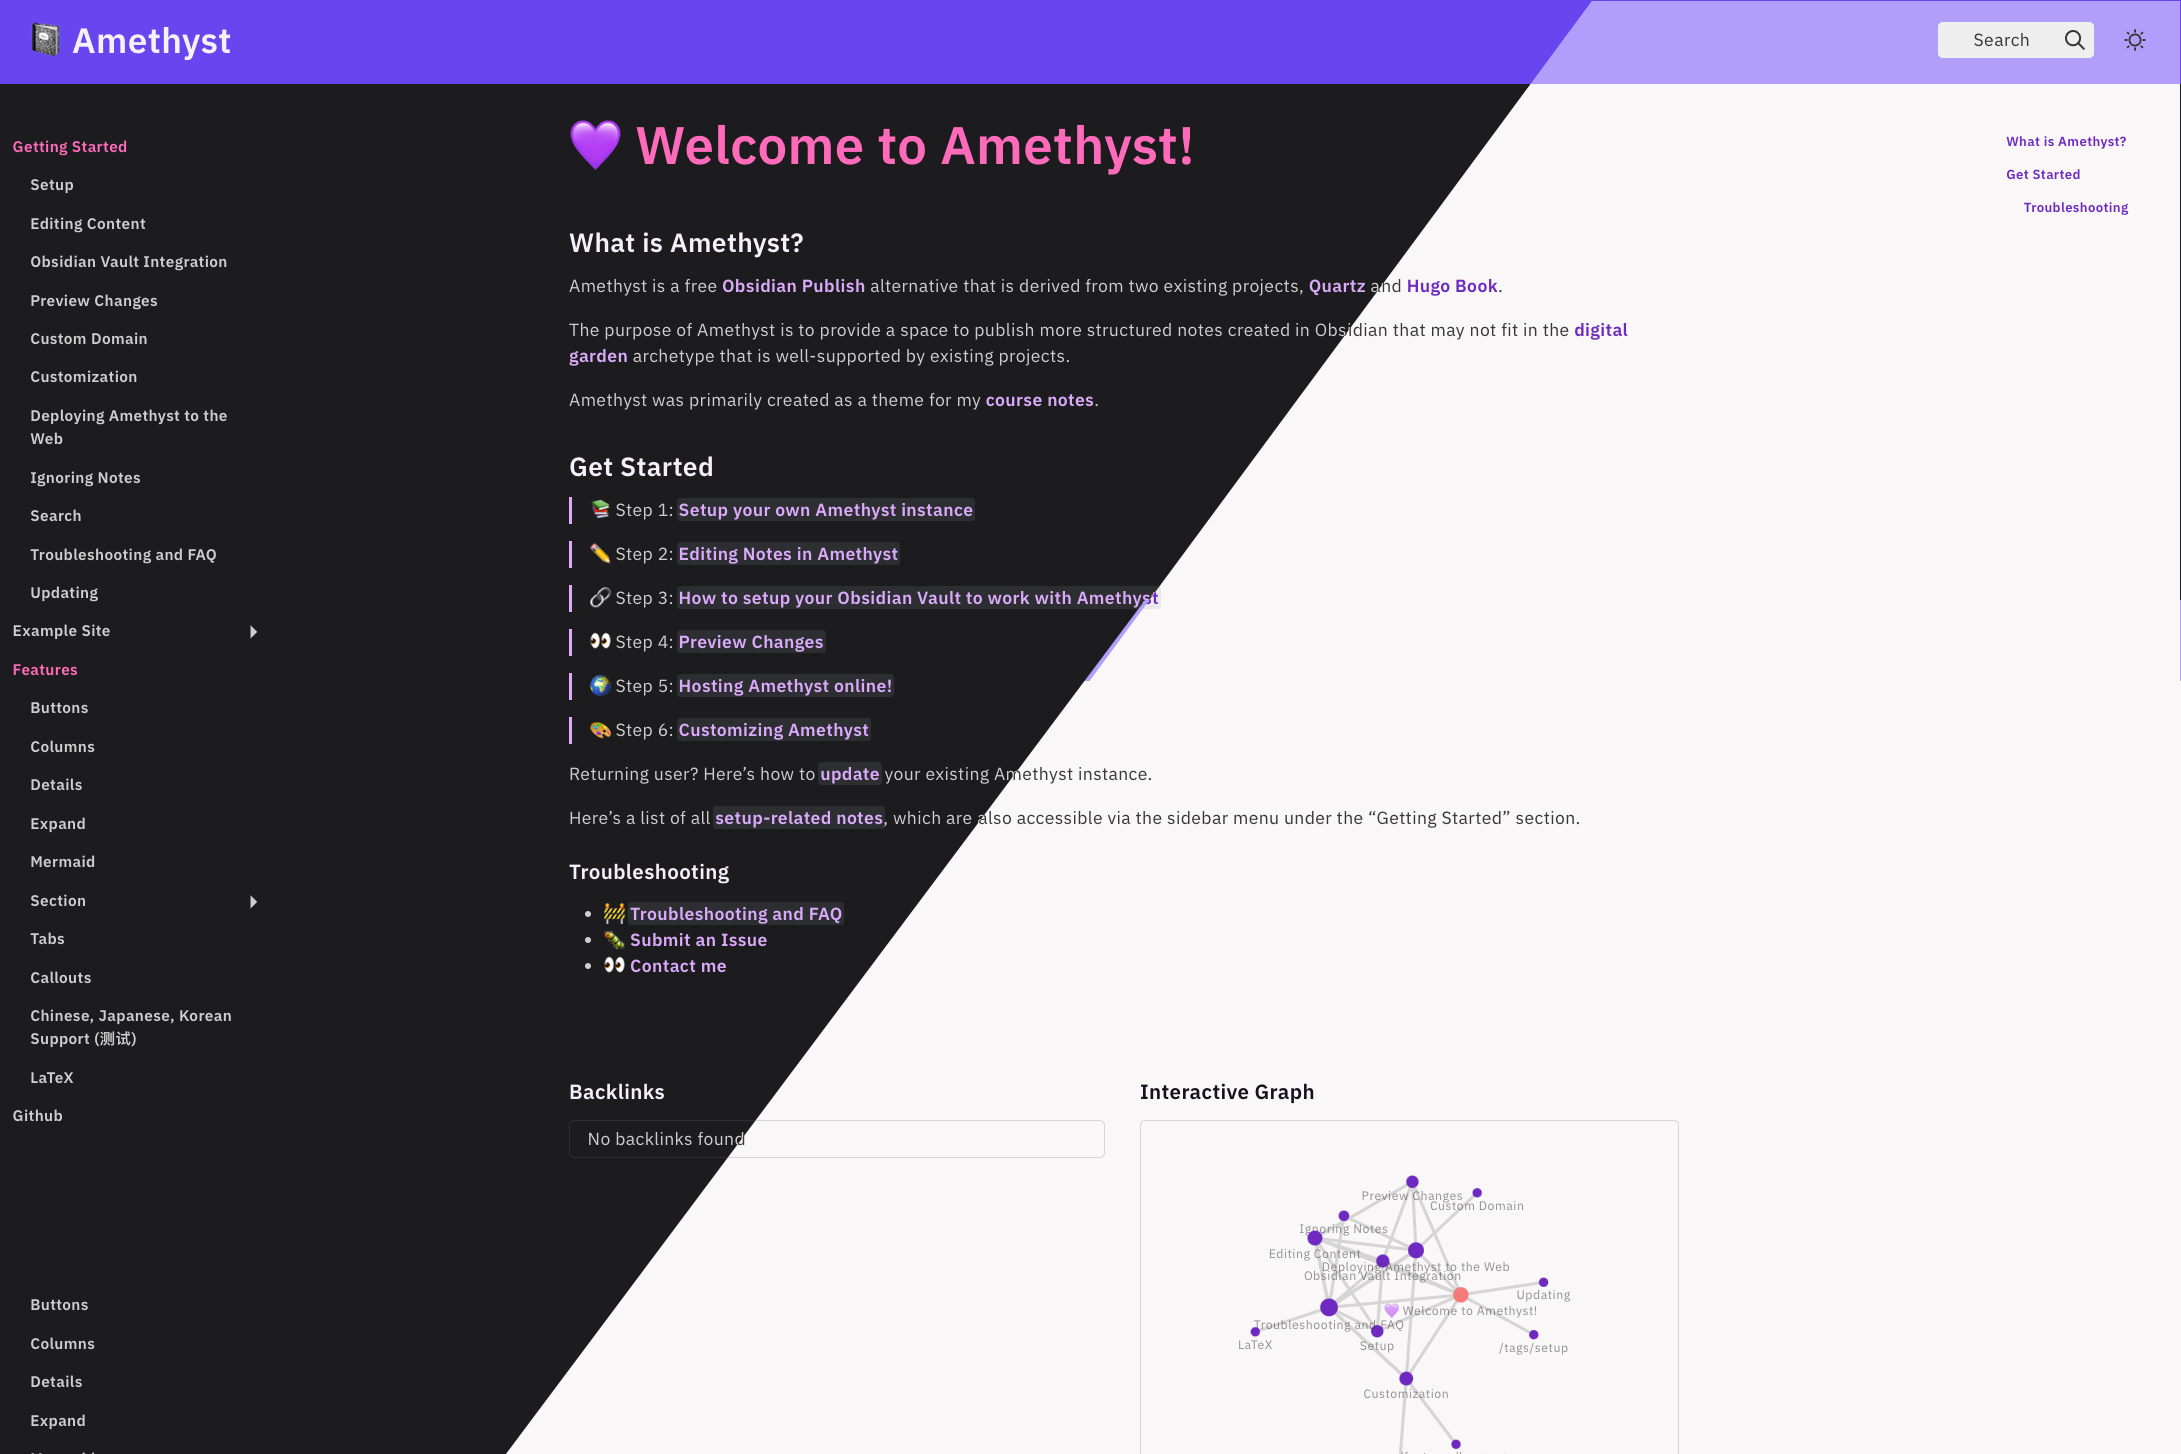 Amethyst
Search
Getting Started
Setup
Editing Content
Obsidian Vault Integration
Preview Changes
Custom Domain
Customization
Deploying Amethyst to the
Web
Ignoring Notes
Search
Troubleshooting and FAQ
Updating
Example Site
Features
Buttons
Columns
Details
Expand
Mermaid
Section
Tabs
Callouts
Chinese, Japanese, Korean
Support (测试)
LaTeX
Github
Buttons
Columns
Details
Expand
💜 Welcome to Amethyst!
What is Amethyst?
Amethyst is a free Obsidian Publish alternative that is derived from two existing projects, Quartz and Hugo Book.
The purpose of Amethyst is to provide a space to publish more structured notes created in Obsidian that may not fit in the digital
garden archetype that is well-supported by existing projects.
Amethyst was primarily created as a theme for my course notes.
Get Started
📚 Step 1: Setup your own Amethyst instance
✏️ Step 2: Editing Notes in Amethyst
🔗 Step 3: How to setup your Obsidian Vault to work with Amethyst
👀 Step 4: Preview Changes
🌍 Step 5: Hosting Amethyst online!
🎨 Step 6: Customizing Amethyst
Returning user? Here’s how to update your existing Amethyst instance.
Here’s a list of all setup-related notes, which are also accessible via the sidebar menu under the “Getting Started” section.
Troubleshooting
• 🚧 Troubleshooting and FAQ
• 🐛 Submit an Issue
• 👀 Contact me
Backlinks
No backlinks found
Interactive Graph
Preview Changes
Custom Domain
Ignoring Notes
Editing Content
Deploying Amethyst to the Web
Obsidian Vault Integration
Updating
💜 Welcome to Amethyst!
Troubleshooting and FAQ
LaTeX
Setup
/tags/setup
Customization
What is Amethyst?
Get Started
Troubleshooting